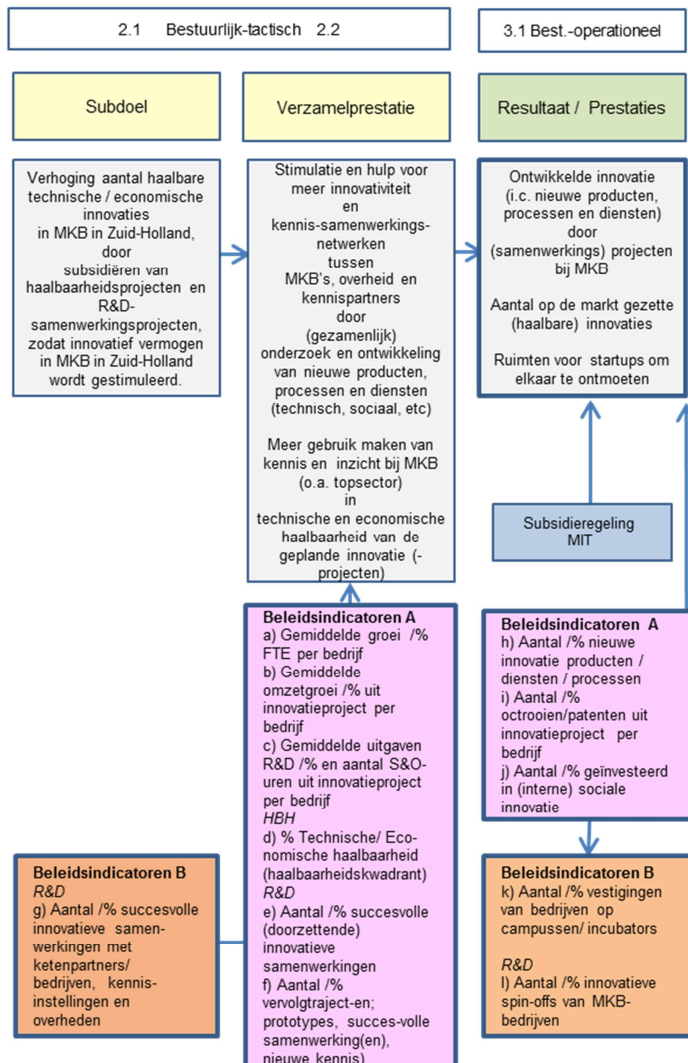 2.1 Bestuurlijk-tactisch 2.2
3.1 Best.-operationeel
Subdoel
Verzamelprestatie
Resultaat / Prestaties
Verhoging aantal haalbare
technische / economische
innovaties
in MKB in Zuid-Holland,
door
subsidiëren van
haalbaarheidsprojecten en
R&D-
samenwerkingsprojecten,
zodat innovatief vermogen
in MKB in Zuid-Holland
wordt gestimuleerd.
Stimulatie en hulp voor
meer innovativiteit
en
kennis-samenwerkings-
netwerken
tussen
MKB's, overheid en
kennispartners
door
(gezamenlijk)
onderzoek en ontwikkeling
van nieuwe producten,
processen en diensten
(technisch, sociaal, etc)
Meer gebruik maken van
kennis en inzicht bij MKB
(o.a. topsector)
in
technische en economische
haalbaarheid van de
geplande innovatie (-
projecten)
Ontwikkelde innovatie
(i.c. nieuwe producten,
processen en diensten)
door
(samenwerkings) projecten
bij MKB
Aantal op de markt gezette
(haalbare) innovaties
Ruimten voor startups om
elkaar te ontmoeten
Subsidieregeling
MIT
Beleidsindicatoren A
a) Gemiddelde groei /%
FTE per bedrijf
b) Gemiddelde
omzetgroei /% uit
innovatieproject per
bedrijf
c) Gemiddelde uitgaven
R&D /% en aantal S&O-
uren uit innovatieproject
per bedrijf
HBH
d) % Technische/ Eco-
nomische haalbaarheid
(haalbaarheidskwadrant)
R&D
e) Aantal /% succesvolle
(doorzettende)
innovatieve
samenwerkingen
f) Aantal /%
vervolgtraject-en;
prototypes, succes-volle
samenwerking(en),
nieuwe kennis)
Beleidsindicatoren A
h) Aantal /% nieuwe
innovatie producten /
diensten / processen
i) Aantal /%
octrooien/patenten uit
innovatieproject per
bedrijf
j) Aantal /% geïnvesteerd
in (interne) sociale
innovatie
Beleidsindicatoren B
R&D
g) Aantal /% succesvolle
innovatieve samen-
werkingen met
ketenpartners/
bedrijven, kennis-
instellingen en
overheden
Beleidsindicatoren B
k) Aantal /% vestigingen
van bedrijven op
campussen/ incubators
R&D
l) Aantal /% innovatieve
spin-offs van MKB-
bedrijven